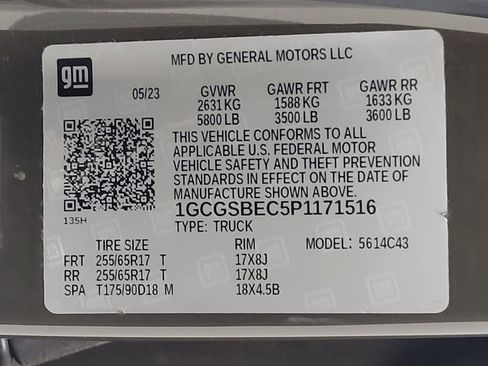 gm
MFD BY GENERAL MOTORS LLC
05/23 GVWR GAWR FRT GAWR RR
2631 KG 1588 KG 1633 KG
5800 LB 3500 LB 3600 LB
THIS VEHICLE CONFORMS TO ALL
APPLICABLE U.S. FEDERAL MOTOR
VEHICLE SAFETY AND THEFT PREVENTION
STANDARDS IN EFFECT ON THE DATE OF
MANUFACTURE SHOWN ABOVE.
135H
1GCGSBEC5P1171516
TYPE: TRUCK
TIRE SIZE RIM MODEL: 5614C43
FRT 255/65R17 T 17X8J
RR 255/65R17 T 17X8J
SPA T175/90D18 M 18X4.5B